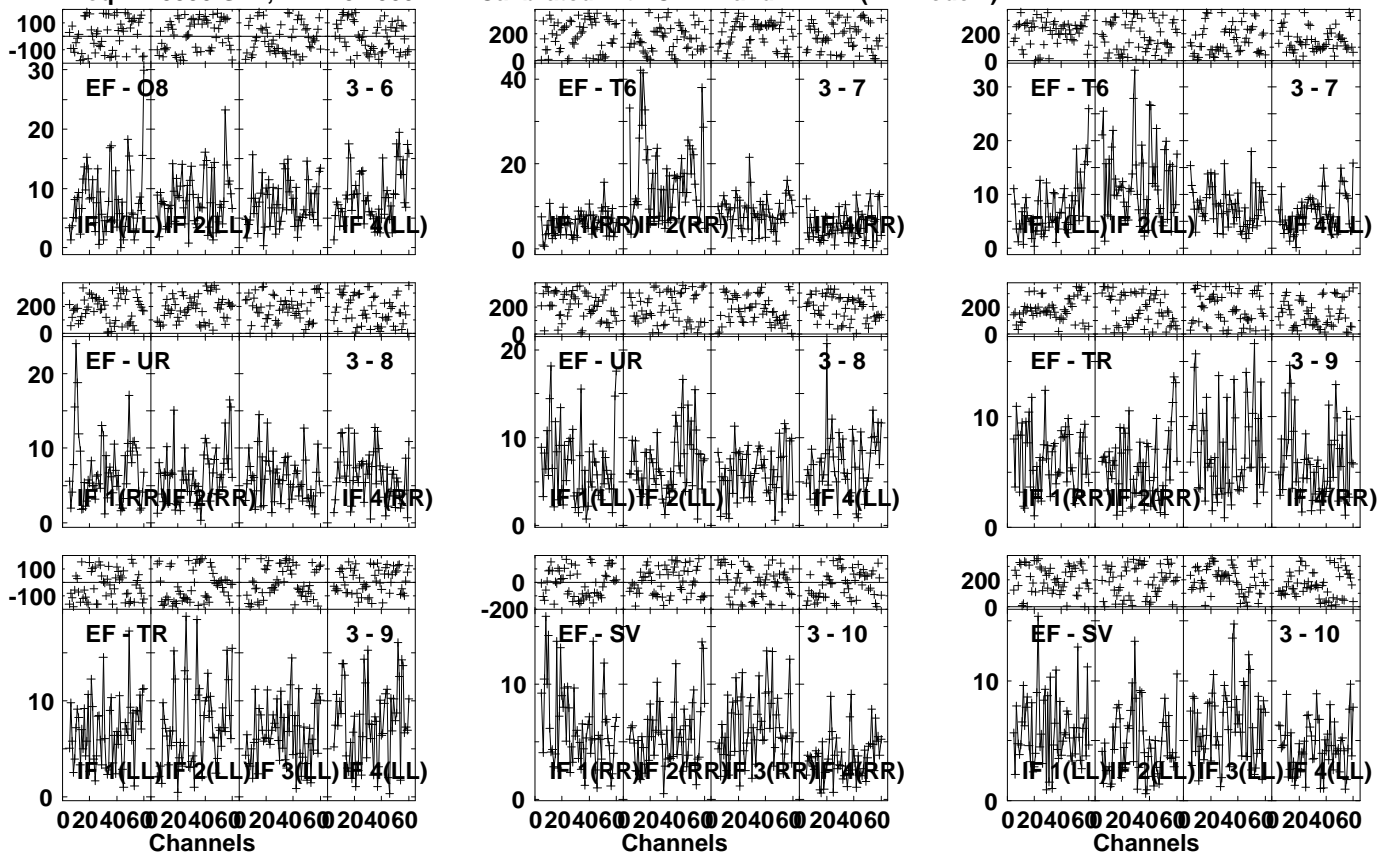 100
-100
30
20
10
0
EF - O8
3 - 6
IF 1(LL)
IF 2(LL)
IF 4(LL)
200
0
40
20
0
EF - T6
3 - 7
IF 1(RR)
IF 2(RR)
IF 4(RR)
200
0
30
20
10
0
EF - T6
3 - 7
IF 1(LL)
IF 2(LL)
IF 4(LL)
200
0
20
10
0
EF - UR
3 - 8
IF 1(RR)
IF 2(RR)
IF 4(RR)
200
0
20
10
0
EF - UR
3 - 8
IF 1(LL)
IF 2(LL)
IF 4(LL)
200
0
10
0
EF - TR
3 - 9
IF 1(RR)
IF 2(RR)
IF 4(RR)
100
-100
10
0
EF - TR
3 - 9
IF 1(LL)
IF 2(LL)
IF 3(LL)
IF 4(LL)
0
-200
10
0
EF - SV
3 - 10
IF 1(RR)
IF 2(RR)
IF 3(RR)
IF 4(RR)
200
0
10
0
EF - SV
3 - 10
IF 1(LL)
IF 2(LL)
IF 3(LL)
IF 4(LL)
0 20 40 60 0 20 40 60 0 20 40 60 0 20 40 60
Channels
0 20 40 60 0 20 40 60 0 20 40 60 0 20 40 60
Channels
0 20 40 60 0 20 40 60 0 20 40 60 0 20 40 60
Channels